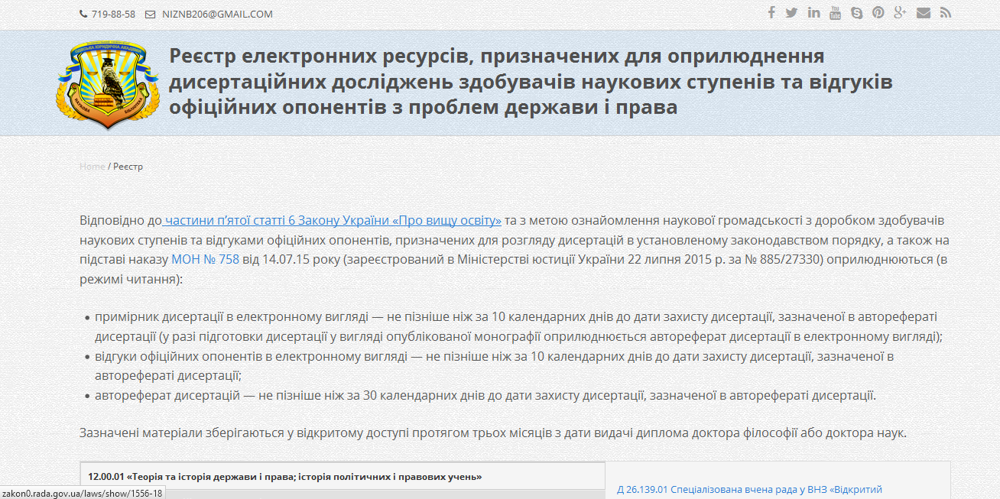 719-88-58 NIZNB206@GMAIL.COM
Реєстр електронних ресурсів, призначених для оприлюднення
дисертаційних досліджень здобувачів наукових ступенів та відгуків
офіційних опонентів з проблем держави і права
Home / Реєстр
Відповідно до частини п’ятої статті 6 Закону України «Про вищу освіту» та з метою ознайомлення наукової громадськості з доробком здобувачів
наукових ступенів та відгуками офіційних опонентів, призначених для розгляду дисертацій в установленому законодавством порядку, а також на
підставі наказу МОН № 758 від 14.07.15 року (зареєстрований в Міністерстві юстиції України 22 липня 2015 р. за № 885/27330) оприлюднюються (в
режимі читання):
• примірник дисертації в електронному вигляді — не пізніше ніж за 10 календарних днів до дати захисту дисертації, зазначеної в авторефераті
дисертації (у разі підготовки дисертації у вигляді опублікованої монографії оприлюднюється автореферат дисертації в електронному вигляді);
• відгуки офіційних опонентів в електронному вигляді — не пізніше ніж за 10 календарних днів до дати захисту дисертації, зазначеної в
авторефераті дисертації;
• автореферат дисертацій — не пізніше ніж за 30 календарних днів до дати захисту дисертації, зазначеної в авторефераті дисертації.
Зазначені матеріали зберігаються у відкритому доступі протягом трьох місяців з дати видачі диплома доктора філософії або доктора наук.
12.00.01 «Теорія та історія держави і права; історія політичних і правових учень»
Д 26.139.01 Спеціалізована вчена рада у ВНЗ «Відкритий
zakon0.rada.gov.ua/laws/show/1556-18